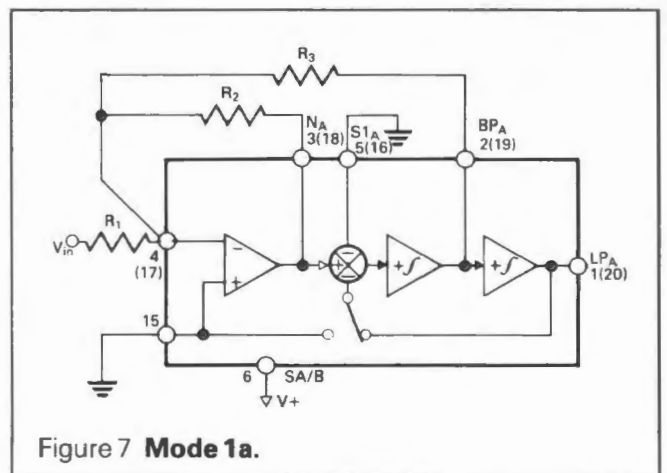 R3
R2
NA
3(18)
S1A
5(16)
BPA
2(19)
R1
Vin
4
(17)
−
+
+
−
−
+∫
+∫
LPA
1(20)
15
6
SA/B
V+
Figure 7 Mode 1a.